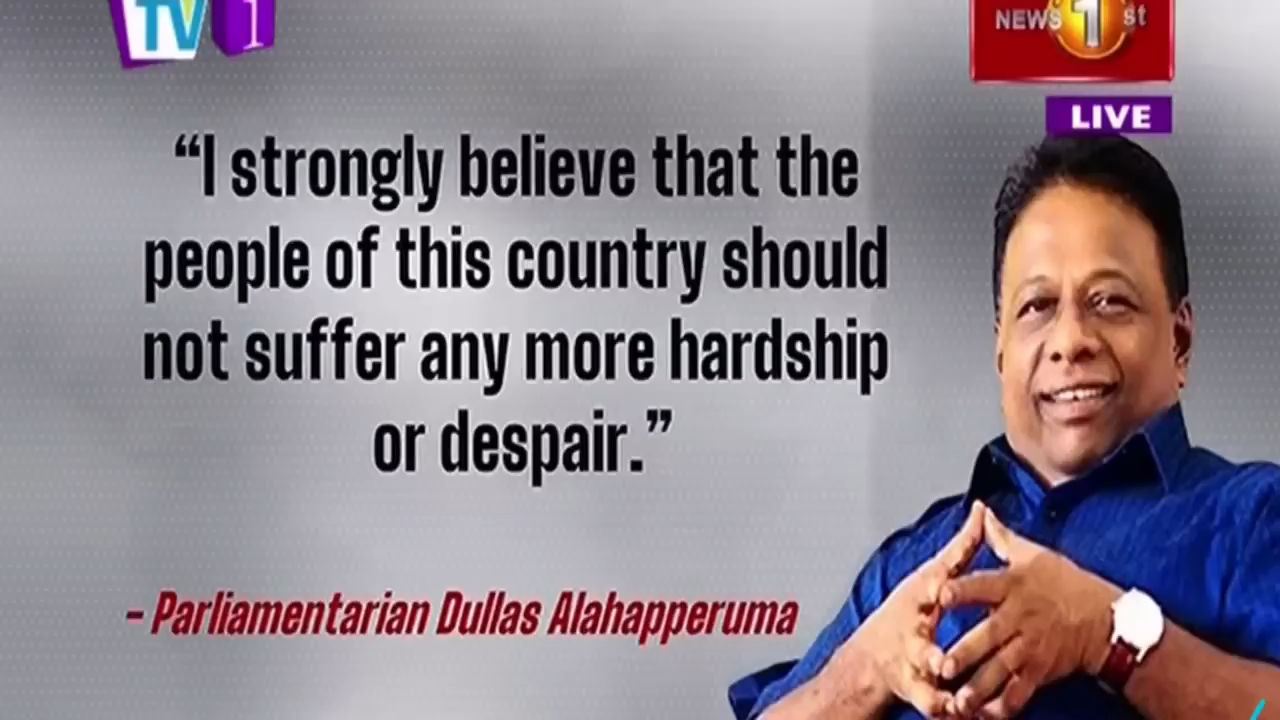 TV 1
NEWS 1st
LIVE
“I strongly believe that the
people of this country should
not suffer any more hardship
or despair.”
- Parliamentarian Dullas Alahapperuma